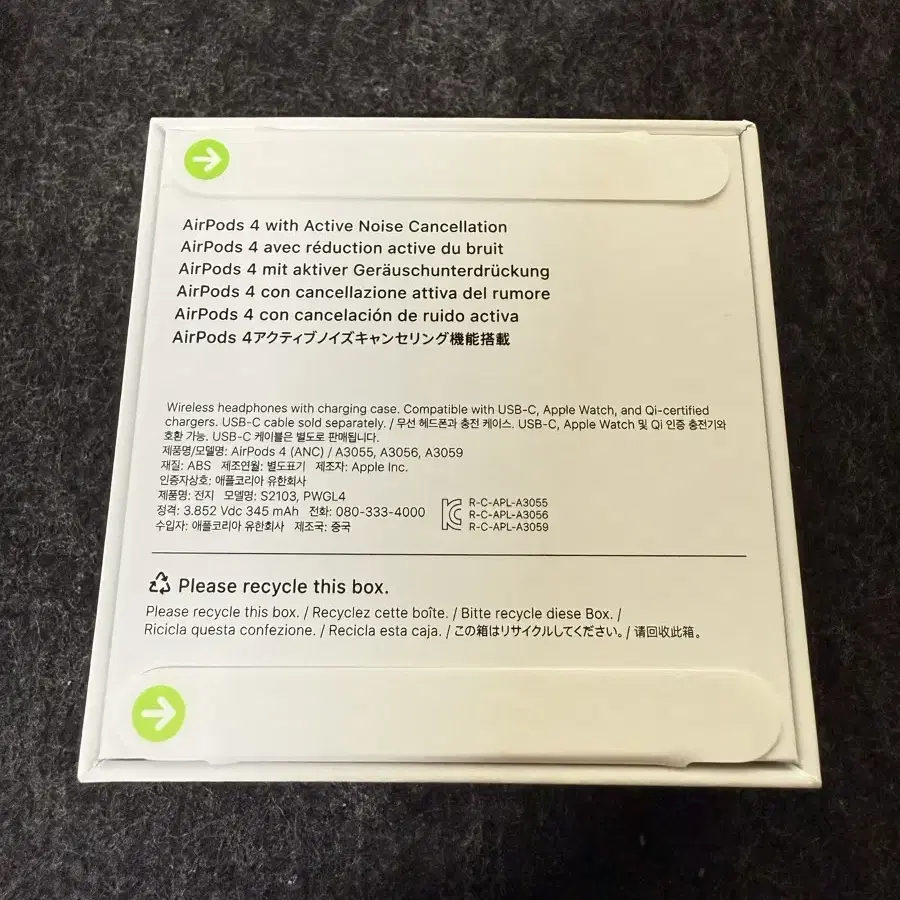 AirPods 4 with Active Noise Cancellation
AirPods 4 avec réduction active du bruit
AirPods 4 mit aktiver Geräuschunterdrückung
AirPods 4 con cancellazione attiva del rumore
AirPods 4 con cancelación de ruido activa
AirPods 4アクティブノイズキャンセリング機能搭載
Wireless headphones with charging case. Compatible with USB-C, Apple Watch, and Qi-certified
chargers. USB-C cable sold separately. / 무선 헤드폰과 충전 케이스. USB-C, Apple Watch 및 Qi 인증 충전기와
호환 가능. USB-C 케이블은 별도로 판매됩니다.
제품명/모델명: AirPods 4 (ANC) / A3055, A3056, A3059
재질: ABS 제조연월: 별도표기 제조자: Apple Inc.
인증자상호: 애플코리아 유한회사
제품명: 전지 모델명: S2103, PWGL4
정격: 3.852 Vdc 345 mAh 전화: 080-333-4000
수입자: 애플코리아 유한회사 제조국: 중국
R-C-APL-A3055
R-C-APL-A3056
R-C-APL-A3059
Please recycle this box.
Please recycle this box. / Recyclez cette boîte. / Bitte recycle diese Box. /
Ricicla questa confezione. / Recicla esta caja. / この箱はリサイクルしてください。/ 请回收此箱。